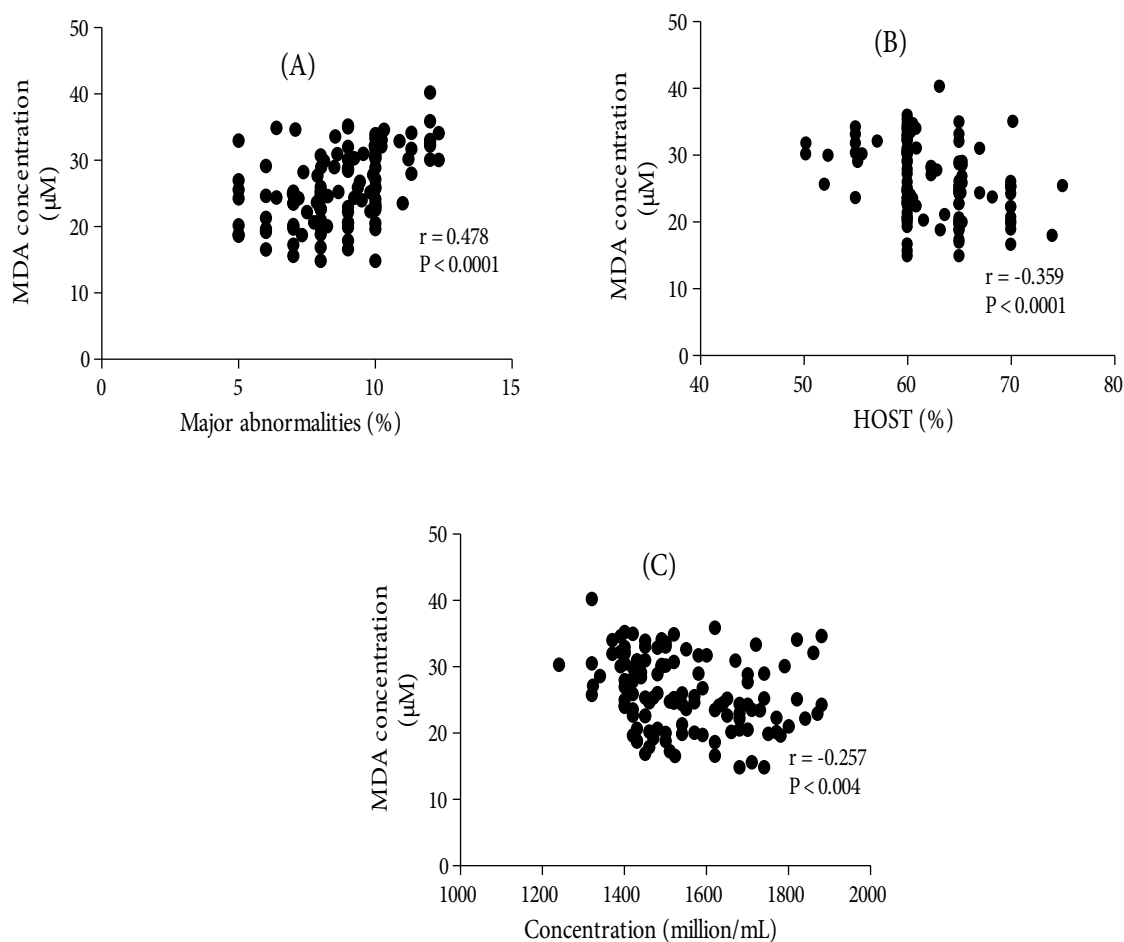 (A)
MDA concentration
(μM)
50
40
30
20
10
0
r = 0.478
P < 0.0001
0 5 10 15
Major abnormalities (%)
(B)
MDA concentration
(μM)
50
40
30
20
10
0
r = -0.359
P < 0.0001
40 50 60 70 80
HOST (%)
(C)
MDA concentration
(μM)
50
40
30
20
10
0
r = -0.257
P < 0.004
1000 1200 1400 1600 1800 2000
Concentration (million/mL)